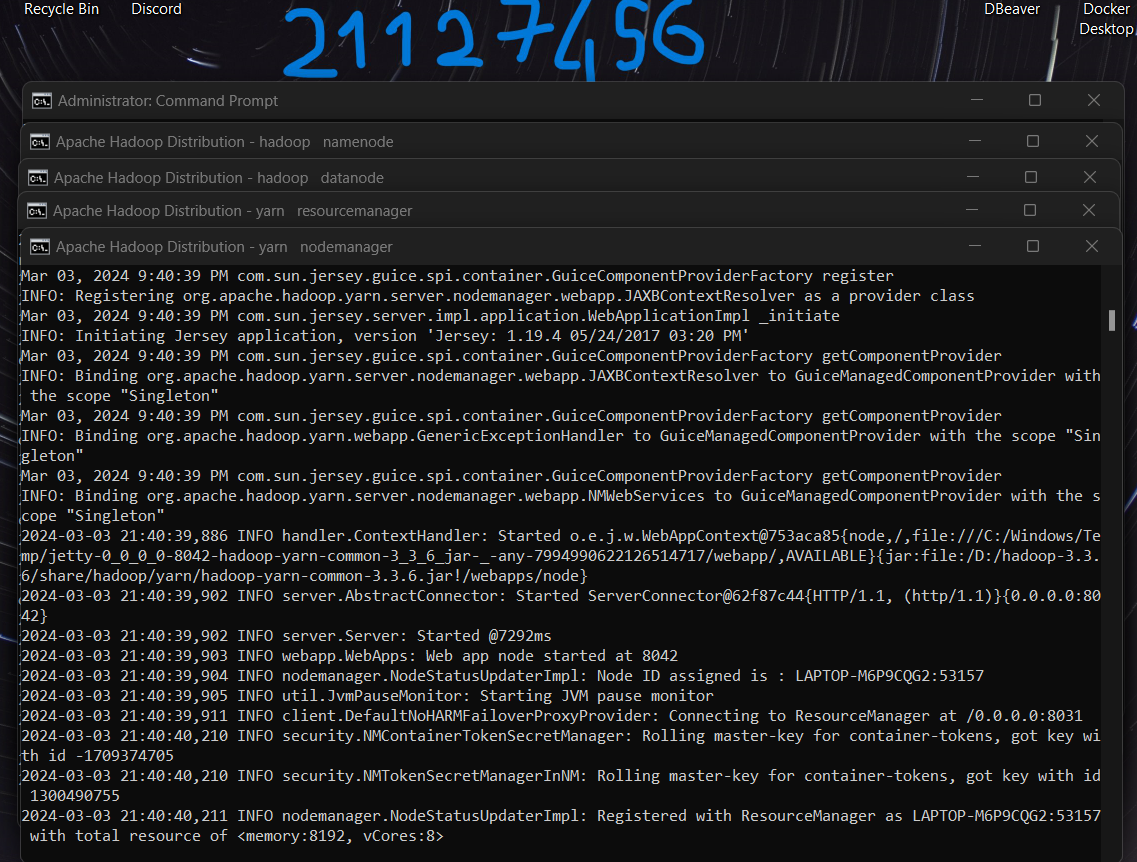 Recycle Bin
Discord
21127456
DBeaver
Docker
Desktop
Administrator: Command Prompt
Apache Hadoop Distribution - hadoop namenode
Apache Hadoop Distribution - hadoop datanode
Apache Hadoop Distribution - yarn resourcemanager
Apache Hadoop Distribution - yarn nodemanager
Mar 03, 2024 9:40:39 PM com.sun.jersey.guice.spi.container.GuiceComponentProviderFactory register
INFO: Registering org.apache.hadoop.yarn.server.nodemanager.webapp.JAXBContextResolver as a provider class
Mar 03, 2024 9:40:39 PM com.sun.jersey.server.impl.application.WebApplicationImpl _initiate
INFO: Initiating Jersey application, version 'Jersey: 1.19.4 05/24/2017 03:20 PM'
Mar 03, 2024 9:40:39 PM com.sun.jersey.guice.spi.container.GuiceComponentProviderFactory getComponentProvider
INFO: Binding org.apache.hadoop.yarn.server.nodemanager.webapp.JAXBContextResolver to GuiceManagedComponentProvider with
the scope "Singleton"
Mar 03, 2024 9:40:39 PM com.sun.jersey.guice.spi.container.GuiceComponentProviderFactory getComponentProvider
INFO: Binding org.apache.hadoop.yarn.webapp.GenericExceptionHandler to GuiceManagedComponentProvider with the scope "Sin
gleton"
Mar 03, 2024 9:40:39 PM com.sun.jersey.guice.spi.container.GuiceComponentProviderFactory getComponentProvider
INFO: Binding org.apache.hadoop.yarn.server.nodemanager.webapp.NMWebServices to GuiceManagedComponentProvider with the s
cope "Singleton"
2024-03-03 21:40:39,886 INFO handler.ContextHandler: Started o.e.j.w.WebAppContext@753aca85{node,/,file:///C:/Windows/Te
mp/jetty-0_0_0_0-8042-hadoop-yarn-common-3_3_6_jar-_-any-7994990622126514717/webapp/,AVAILABLE}{jar:file:/D:/hadoop-3.3.
6/share/hadoop/yarn/hadoop-yarn-common-3.3.6.jar!/webapps/node}
2024-03-03 21:40:39,902 INFO server.AbstractConnector: Started ServerConnector@62f87c44{HTTP/1.1, (http/1.1)}{0.0.0.0:80
42}
2024-03-03 21:40:39,902 INFO server.Server: Started @7292ms
2024-03-03 21:40:39,903 INFO webapp.WebApps: Web app node started at 8042
2024-03-03 21:40:39,904 INFO nodemanager.NodeStatusUpdaterImpl: Node ID assigned is : LAPTOP-M6P9CQG2:53157
2024-03-03 21:40:39,905 INFO util.JvmPauseMonitor: Starting JVM pause monitor
2024-03-03 21:40:39,911 INFO client.DefaultNoHARMFailoverProxyProvider: Connecting to ResourceManager at /0.0.0.0:8031
2024-03-03 21:40:40,210 INFO security.NMContainerTokenSecretManager: Rolling master-key for container-tokens, got key wi
th id -1709374705
2024-03-03 21:40:40,210 INFO security.NMTokenSecretManagerInNM: Rolling master-key for container-tokens, got key with id
1300490755
2024-03-03 21:40:40,211 INFO nodemanager.NodeStatusUpdaterImpl: Registered with ResourceManager as LAPTOP-M6P9CQG2:53157
with total resource of <memory:8192, vCores:8>